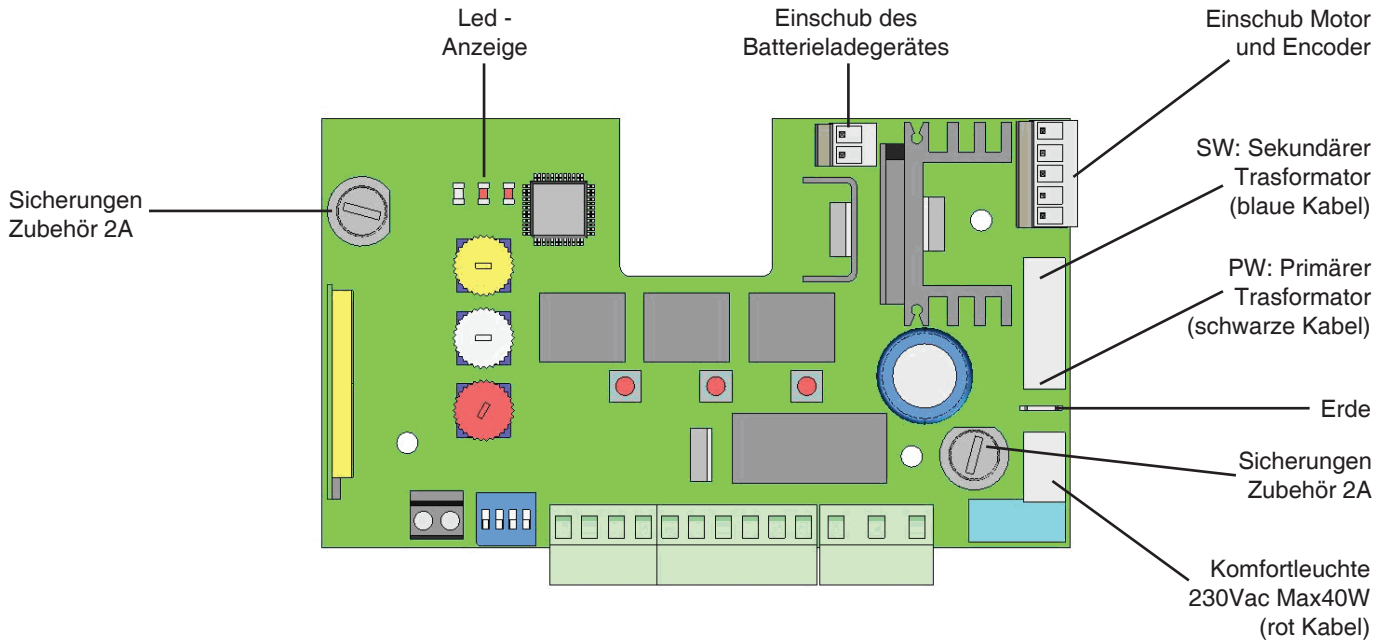 Led -
Anzeige
Einschub des
Batterieladegerätes
Einschub Motor
und Encoder
SW: Sekundärer
Trasformator
(blaue Kabel)
Sicherungen
Zubehör 2A
PW: Primärer
Trasformator
(schwarze Kabel)
Erde
Sicherungen
Zubehör 2A
Komfortleuchte
230Vac Max40W
(rot Kabel)